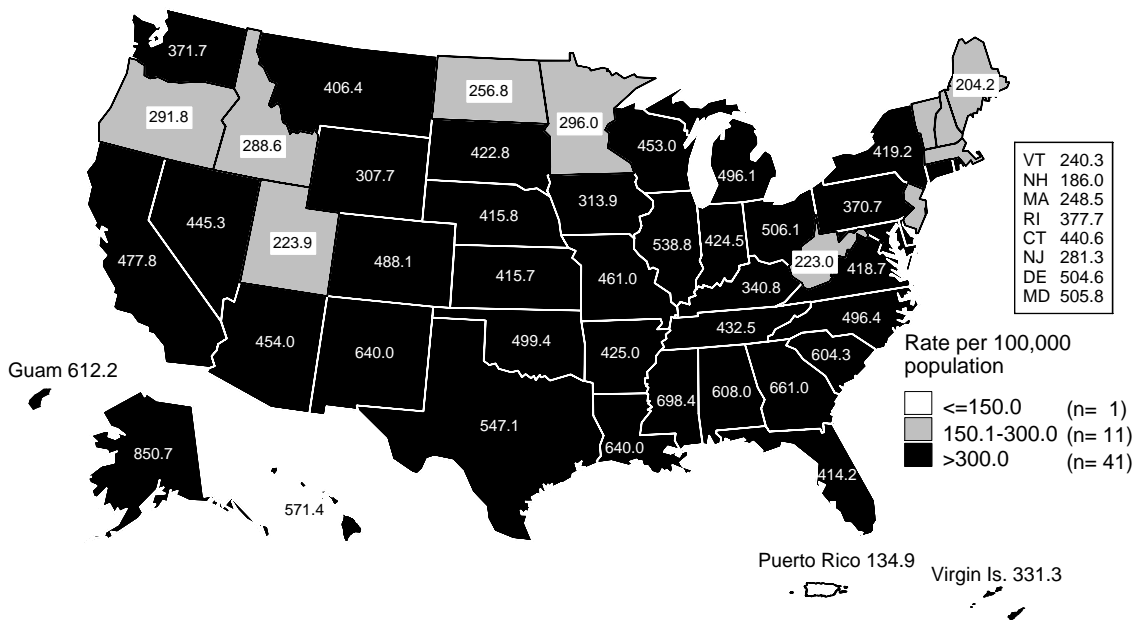 371.7
406.4
256.8
204.2
291.8
296.0
288.6
422.8
453.0
419.2
307.7
496.1
VT 240.3
NH 186.0
MA 248.5
RI 377.7
CT 440.6
NJ 281.3
DE 504.6
MD 505.8
445.3
415.8
313.9
370.7
506.1
538.8
424.5
223.9
223.0
477.8
488.1
415.7
461.0
418.7
340.8
496.4
432.5
454.0
640.0
499.4
425.0
604.3
Rate per 100,000
population
Guam 612.2
698.4
608.0
661.0
<=150.0 (n= 1)
150.1-300.0 (n= 11)
>300.0 (n= 41)
547.1
640.0
850.7
414.2
571.4
Puerto Rico 134.9
Virgin Is. 331.3